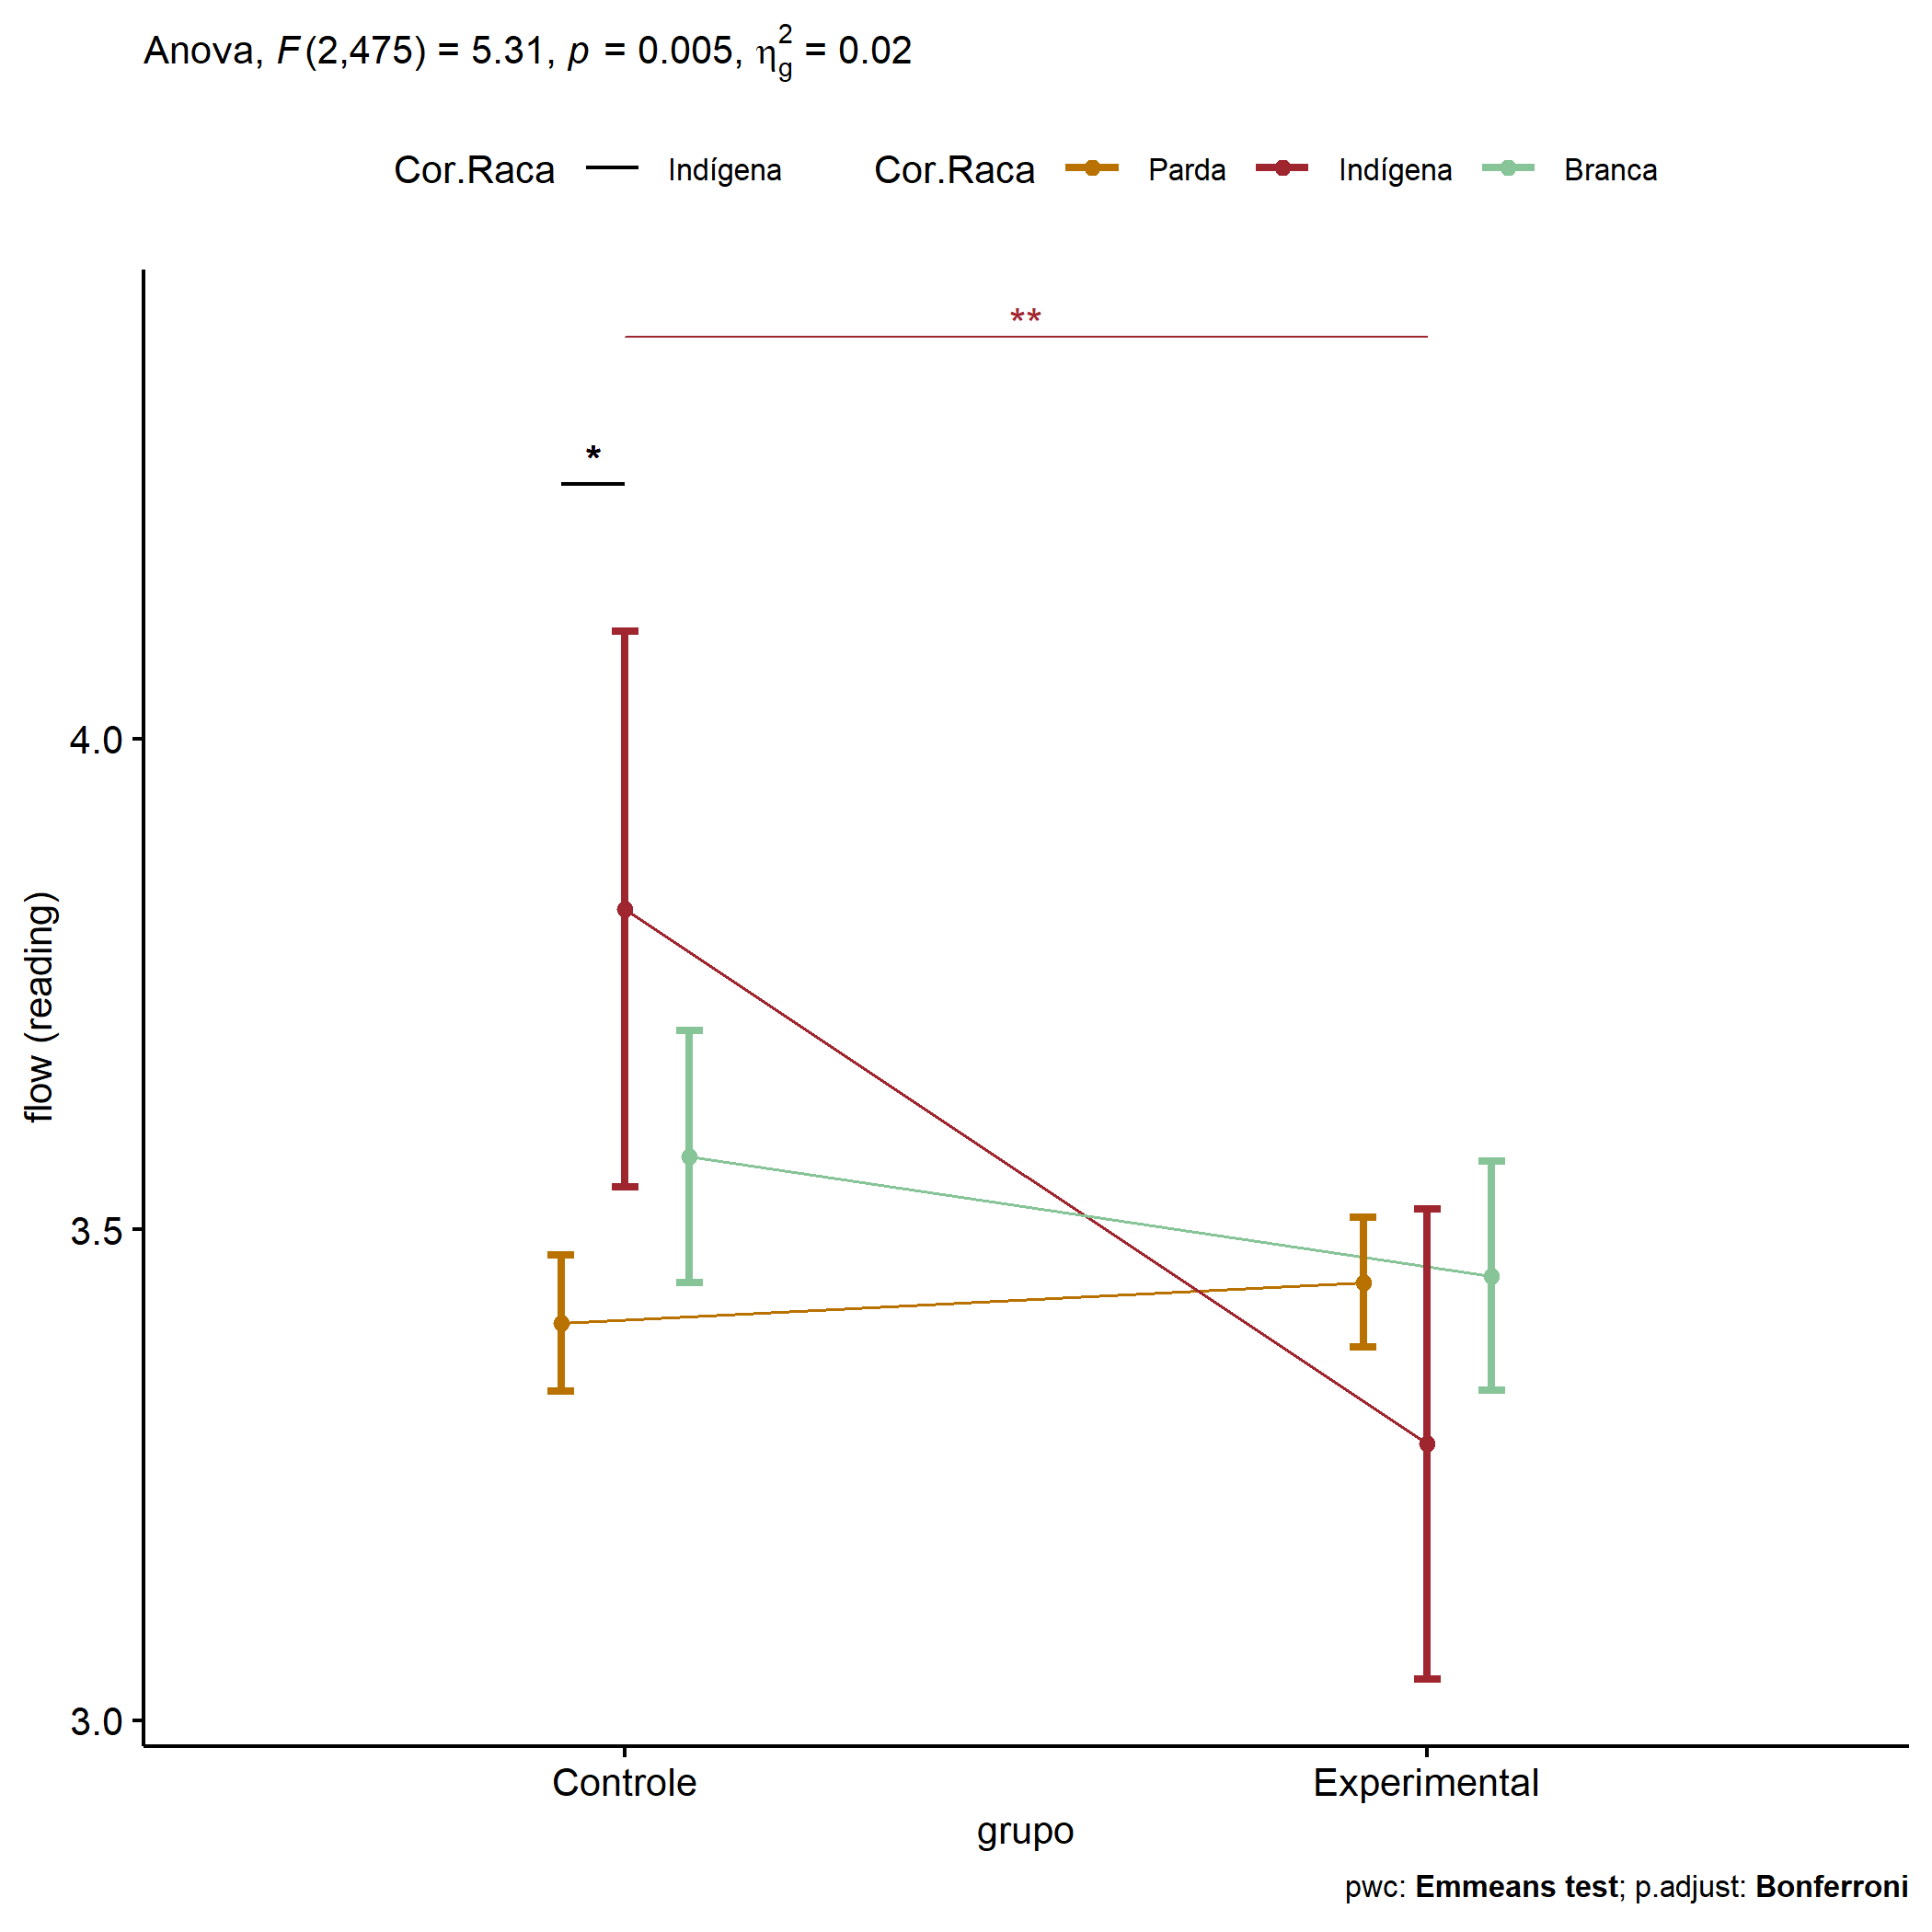 Anova, F(2,475) = 5.31, p = 0.005, η²g = 0.02
Cor.Raca Indígena Cor.Raca Parda Indígena Branca
**
*
4.0
3.5
3.0
flow (reading)
Controle Experimental
grupo
pwc: Emmeans test; p.adjust: Bonferroni